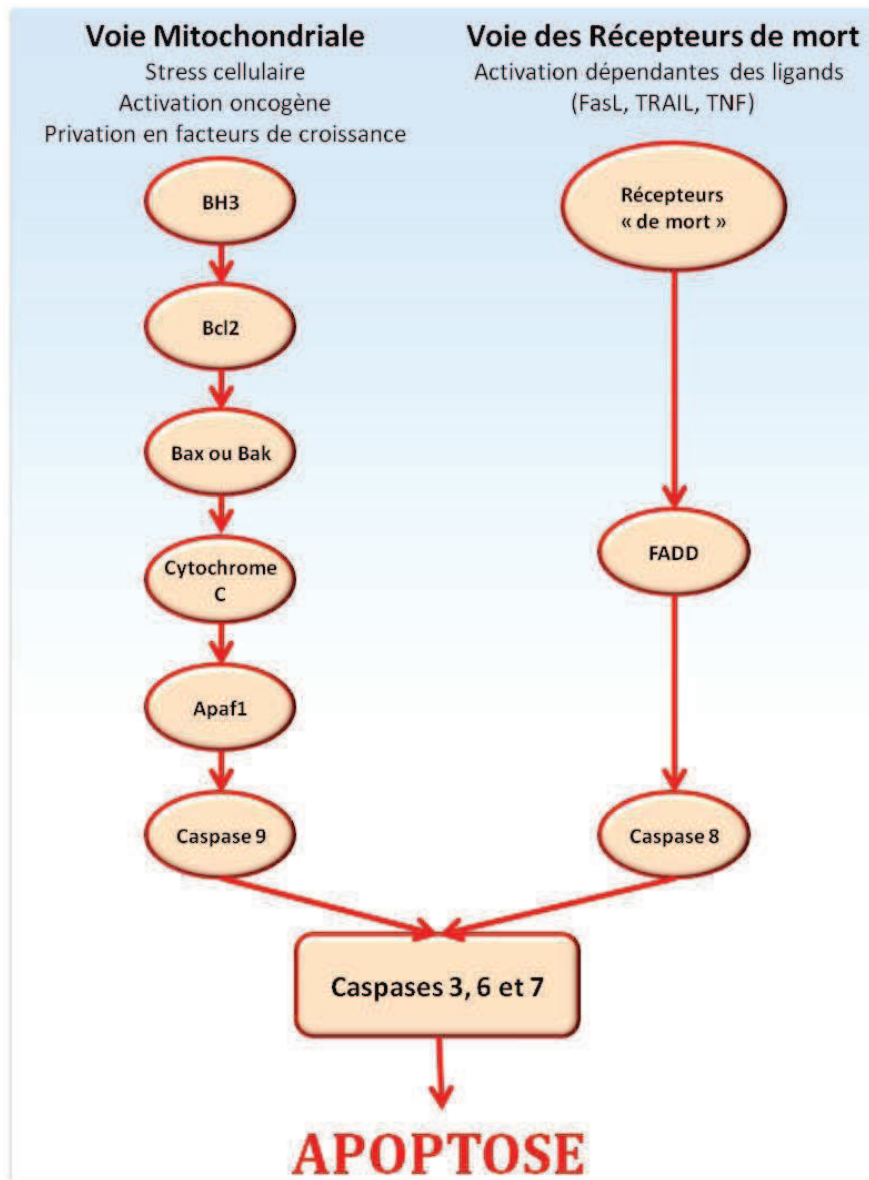 Voie Mitochondriale
Stress cellulaire
Activation oncogène
Privation en facteurs de croissance
BH3
Bcl2
Bax ou Bak
Cytochrome
C
Apaf1
Caspase 9
Voie des Récepteurs de mort
Activation dépendantes des ligands
(FasL, TRAIL, TNF)
Récepteurs
« de mort »
FADD
Caspase 8
Caspases 3, 6 et 7
APOPTOSE